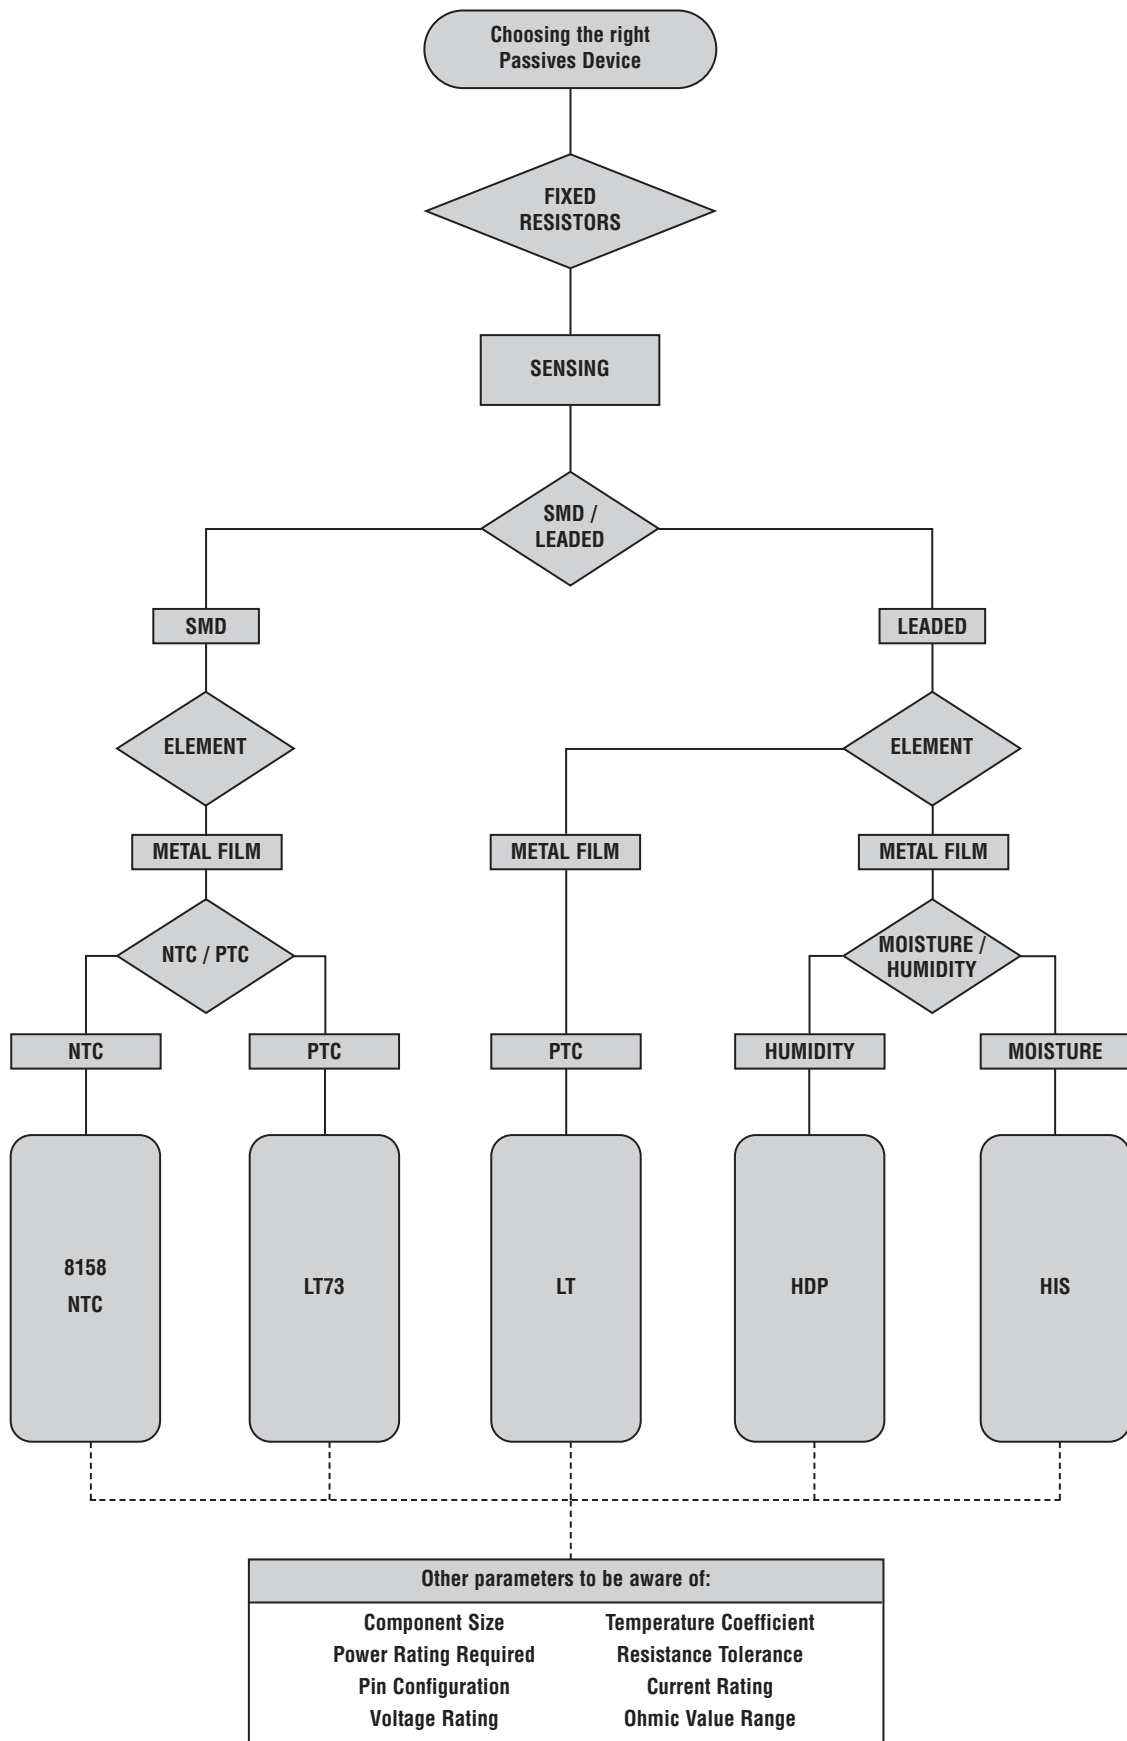 Choosing the right
Passives Device
FIXED
RESISTORS
SENSING
SMD /
LEADED
SMD
LEADED
ELEMENT
ELEMENT
METAL FILM
METAL FILM
METAL FILM
NTC / PTC
MOISTURE /
HUMIDITY
NTC
PTC
PTC
HUMIDITY
MOISTURE
8158
NTC
LT73
LT
HDP
HIS
Other parameters to be aware of:
Component Size
Temperature Coefficient
Power Rating Required
Resistance Tolerance
Pin Configuration
Current Rating
Voltage Rating
Ohmic Value Range